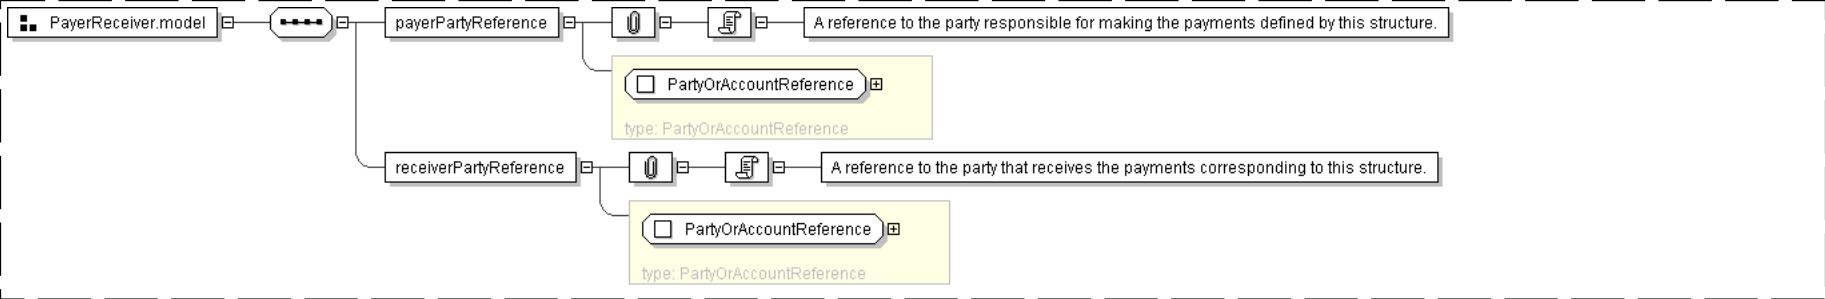 PayerReceiver.model
payerPartyReference
A reference to the party responsible for making the payments defined by this structure.
PartyOrAccountReference
type: PartyOrAccountReference
receiverPartyReference
A reference to the party that receives the payments corresponding to this structure.
PartyOrAccountReference
type: PartyOrAccountReference